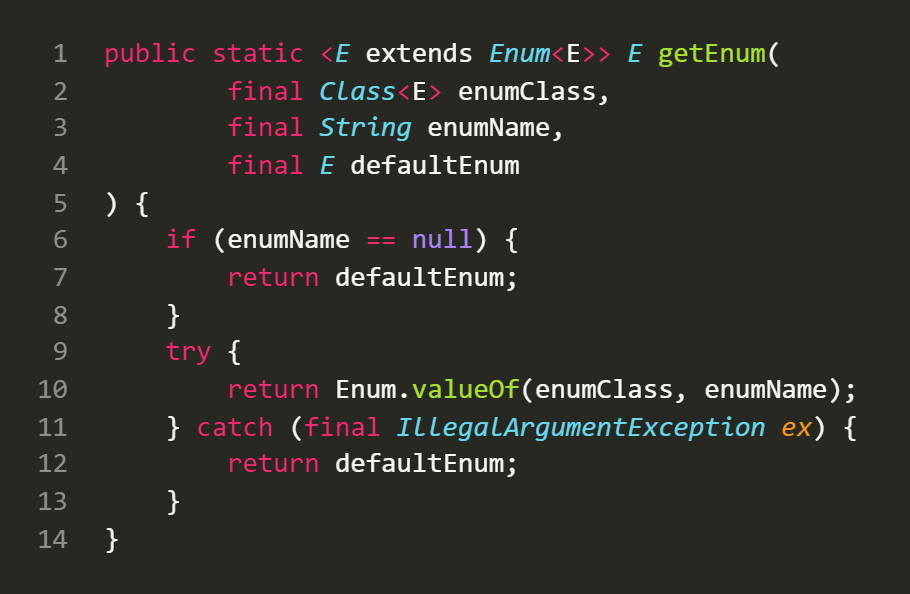 1 public static <E extends Enum<E>> E getEnum(
2         final Class<E> enumClass,
3         final String enumName,
4         final E defaultEnum
5 ) {
6     if (enumName == null) {
7         return defaultEnum;
8     }
9     try {
10         return Enum.valueOf(enumClass, enumName);
11     } catch (final IllegalArgumentException ex) {
12         return defaultEnum;
13     }
14 }